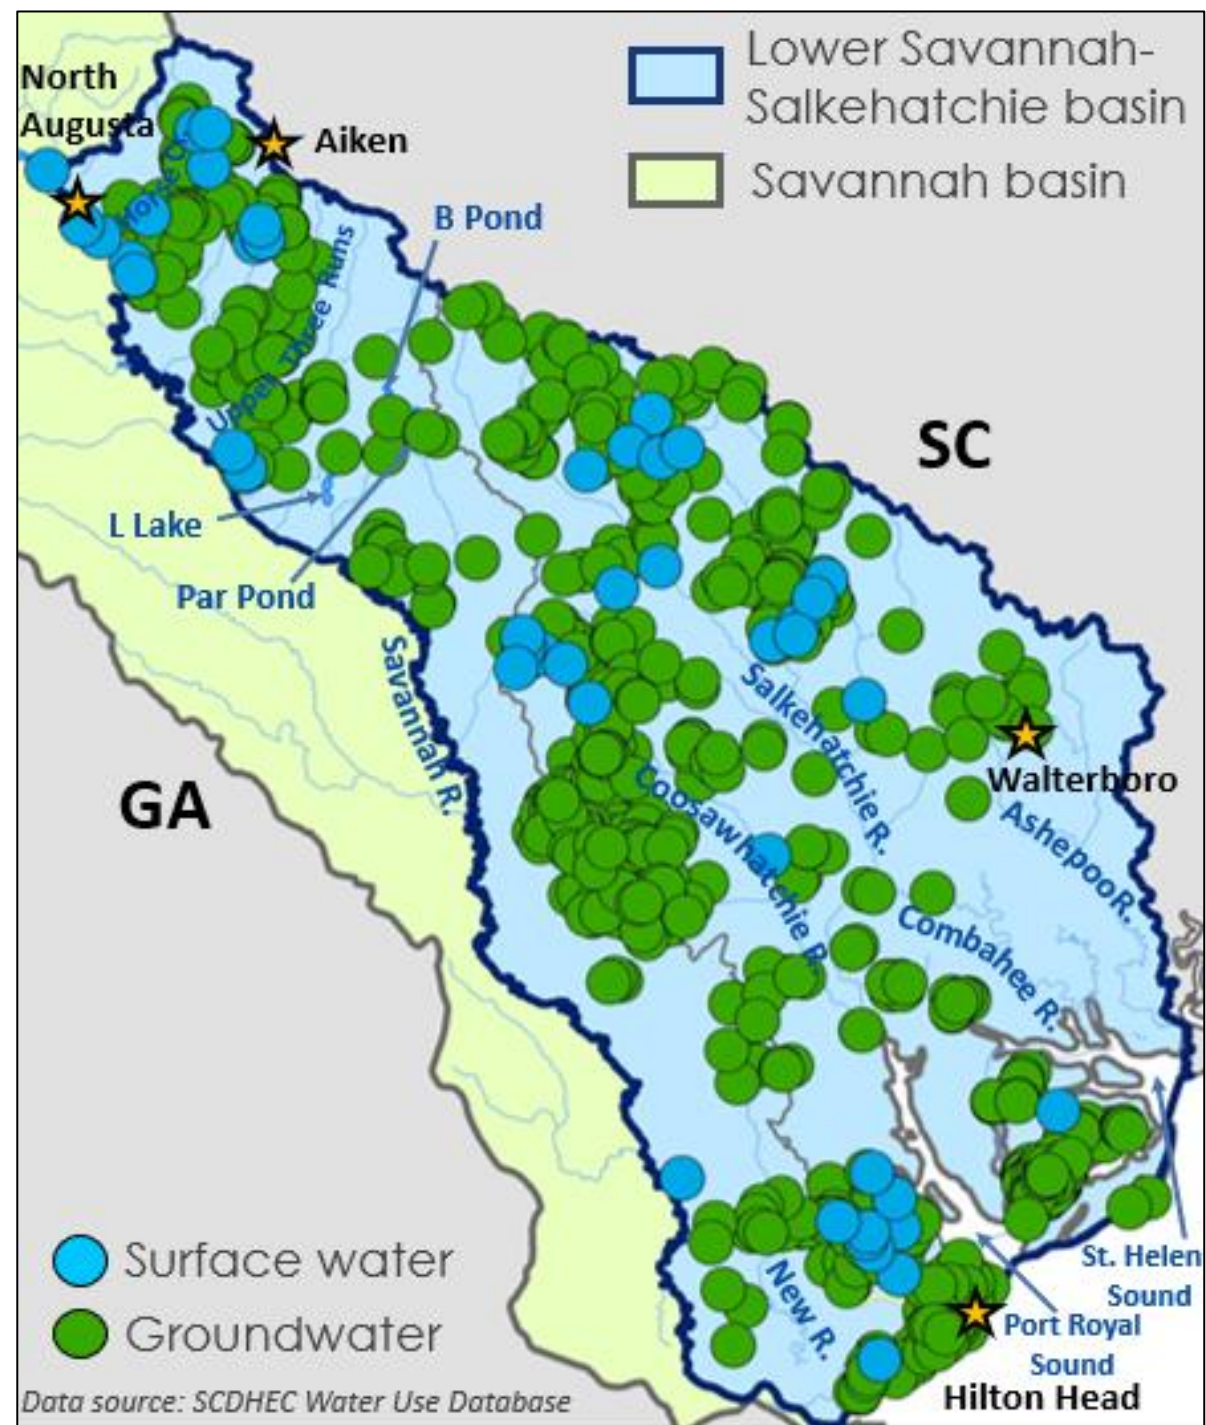 Lower Savannah-
Salkehatchie basin
Savannah basin
North
Augusta
Aiken
Horse C
B Pond
Upper Three Runs
SC
L Lake
Par Pond
Savannah R.
GA
Salkehatchie R.
Walterboro
Coosawhatchie R.
Ashepoo R.
Combahee R.
Surface water
Groundwater
St. Helen
Sound
New R.
Port Royal
Sound
Hilton Head
Data source: SCDHEC Water Use Database